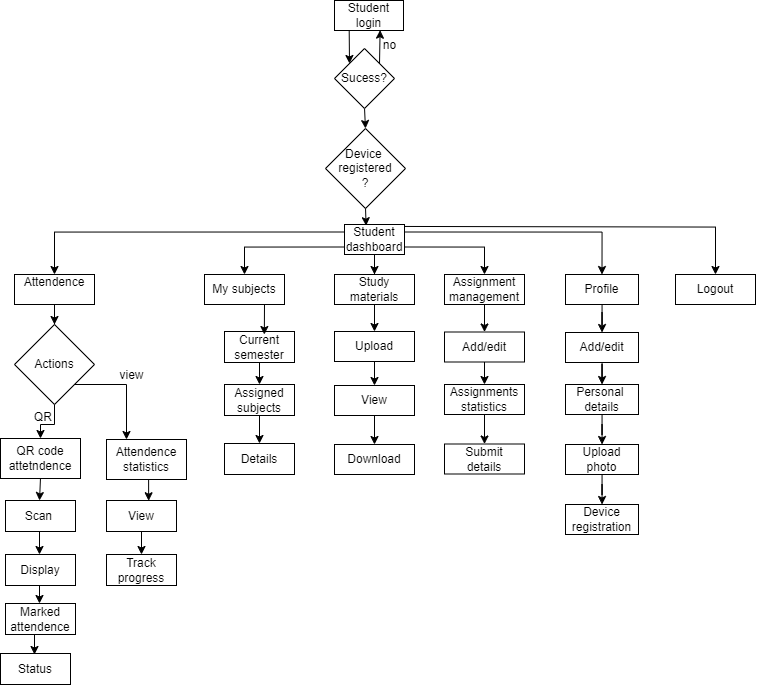 Student
login
no
Sucess?
Device
registered
?
Student
dashboard
Attendence
My subjects
Study
materials
Assignment
management
Profile
Logout
Actions
view
QR
Current
semester
Upload
Add/edit
Add/edit
Assigned
subjects
View
Assignments
statistics
Personal
details
QR code
attetndence
Attendence
statistics
Details
Download
Submit
details
Upload
photo
Scan
View
Device
registration
Display
Track
progress
Marked
attendence
Status